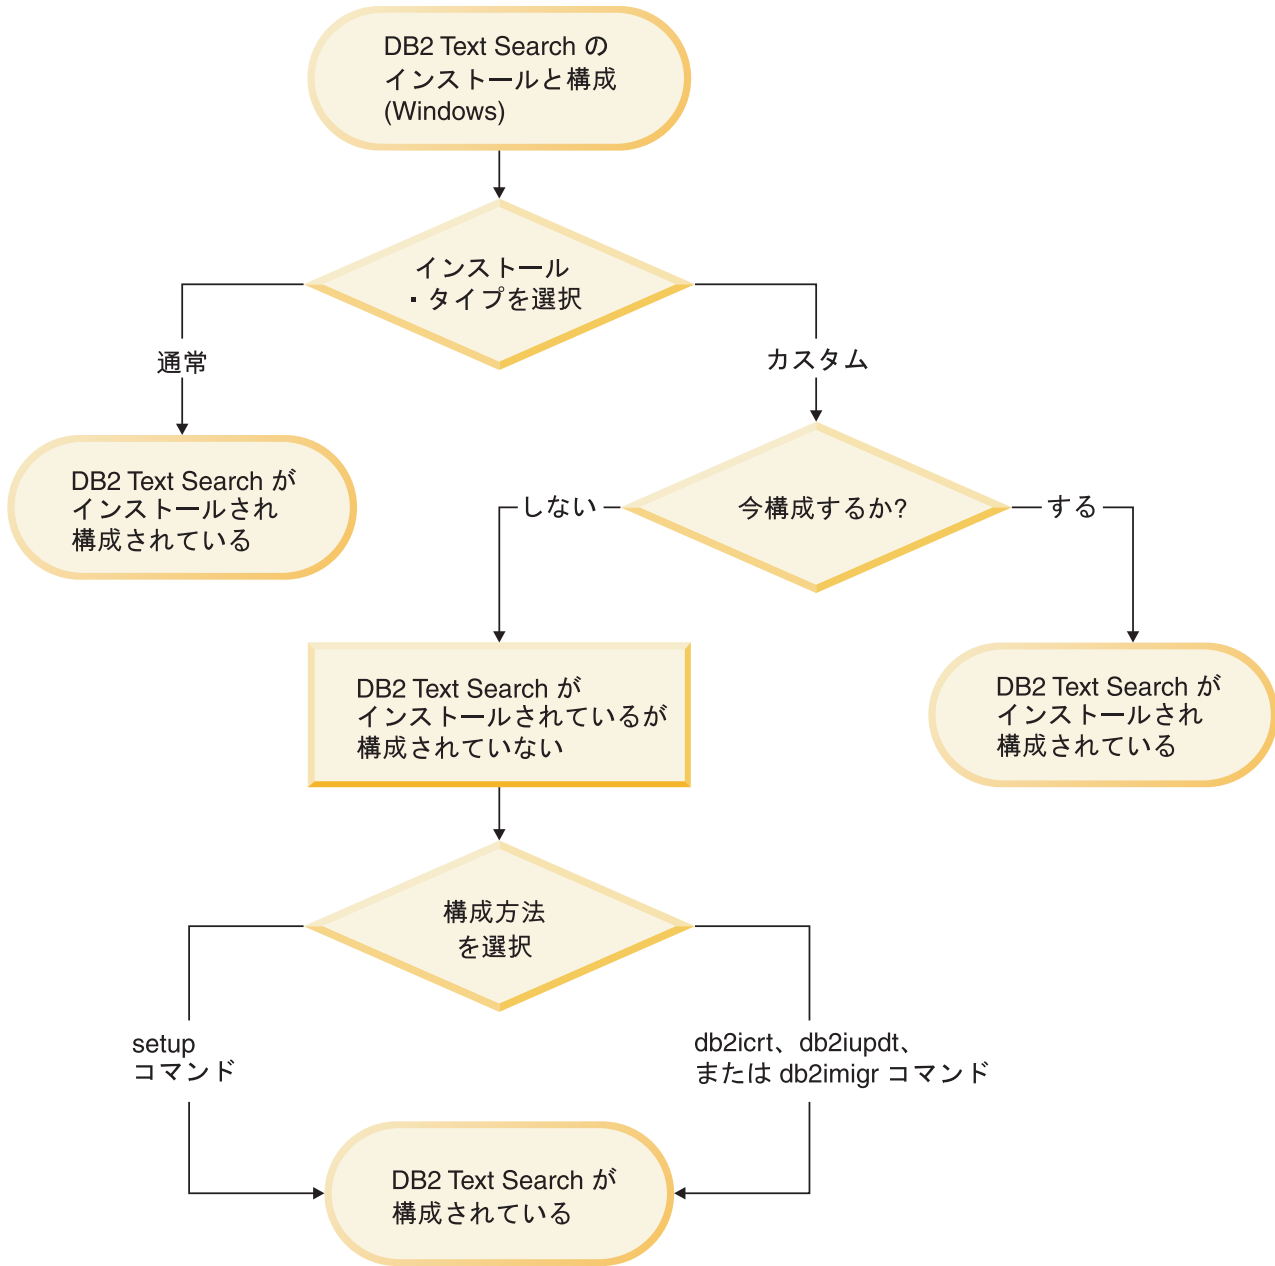 DB2 Text Search の
インストールと構成
(Windows)
インストール
・タイプを選択
通常
カスタム
DB2 Text Search が
インストールされ
構成されている
しない
今構成するか?
する
DB2 Text Search が
インストールされているが
構成されていない
DB2 Text Search が
インストールされ
構成されている
構成方法
を選択
setup
コマンド
db2icrt、db2iupdt、
または db2imigr コマンド
DB2 Text Search が
構成されている